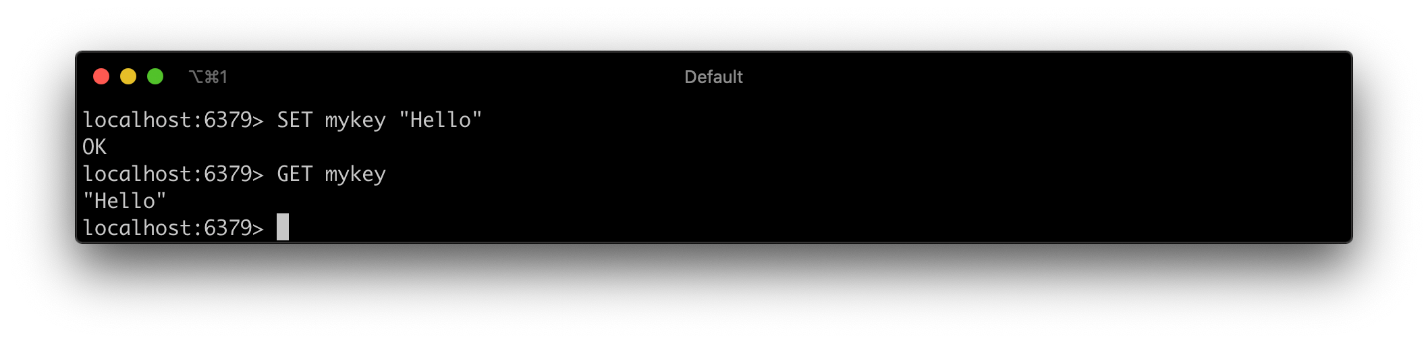 ⌥⌘1
Default
localhost:6379> SET mykey "Hello"
OK
localhost:6379> GET mykey
"Hello"
localhost:6379>